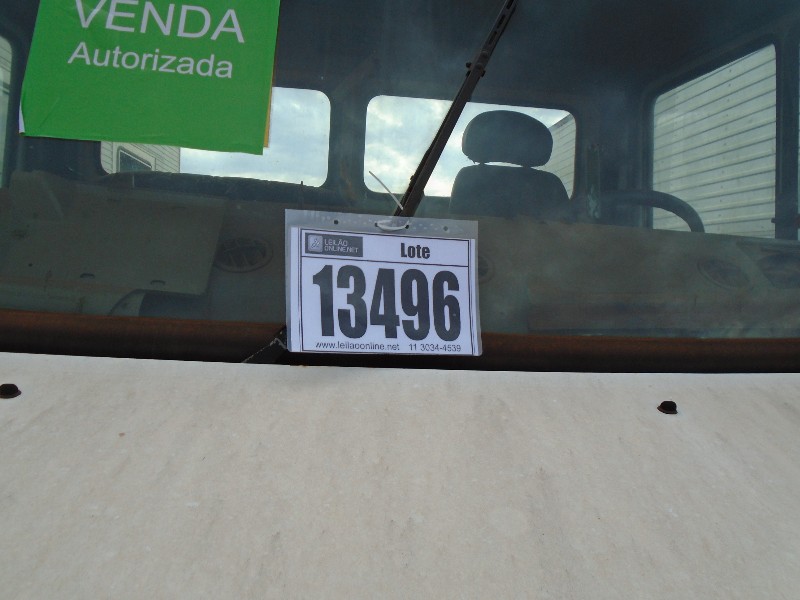 VENDA
Autorizada
LEILÃO
ONLINE.NET
Lote
13496
www.leilaoonline.net 11 3034-4539